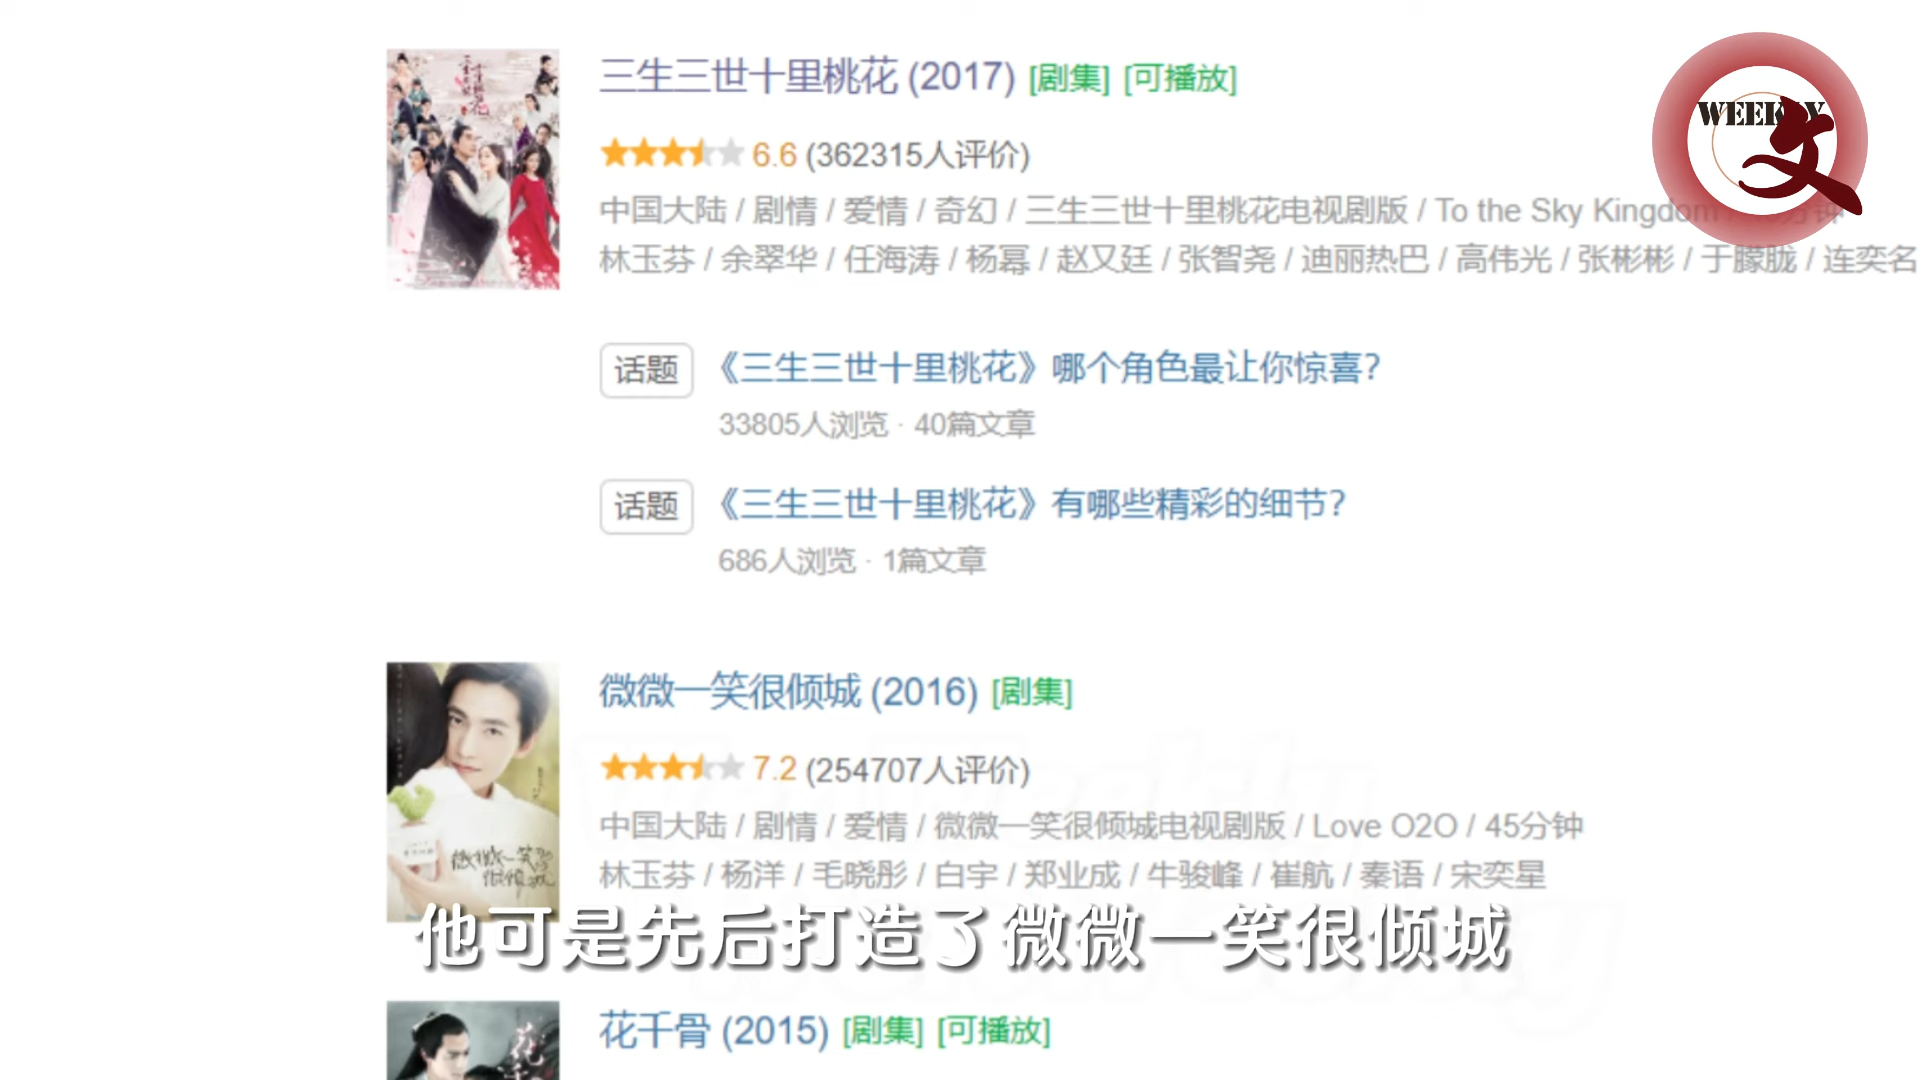 三生三世十里桃花 (2017) [剧集] [可播放]
WEEKLY
文
6.6 (362315人评价)
中国大陆 / 剧情 / 爱情 / 奇幻 / 三生三世十里桃花电视剧版 / To the Sky Kingdom / 分钟
林玉芬 / 余翠华 / 任海涛 / 杨幂 / 赵又廷 / 张智尧 / 迪丽热巴 / 高伟光 / 张彬彬 / 于朦胧 / 连奕名
话题 《三生三世十里桃花》哪个角色最让你惊喜?
33805人浏览 · 40篇文章
话题 《三生三世十里桃花》有哪些精彩的细节?
686人浏览 · 1篇文章
微微一笑很倾城 (2016) [剧集]
7.2 (254707人评价)
中国大陆 / 剧情 / 爱情 / 微微一笑很倾城电视剧版 / Love O2O / 45分钟
林玉芬 / 杨洋 / 毛晓彤 / 白宇 / 郑业成 / 牛骏峰 / 崔航 / 秦语 / 宋奕星
微微一笑很倾城
他可是先后打造了微微一笑很倾城
花千骨 (2015) [剧集] [可播放]